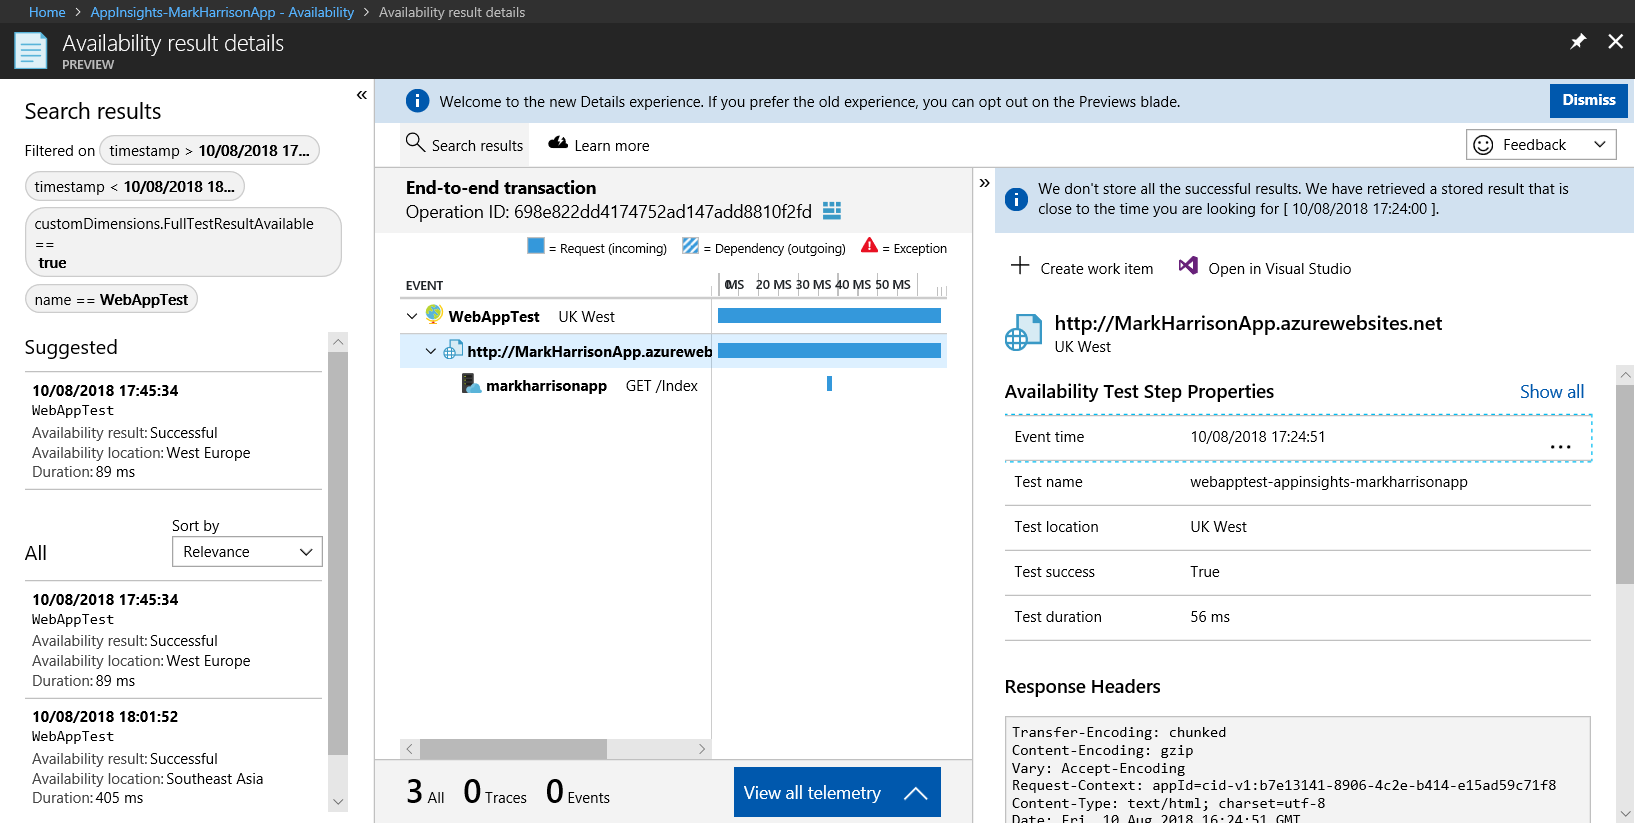 Home > AppInsights-MarkHarrisonApp - Availability > Availability result details
Availability result details
PREVIEW
Search results
Filtered on timestamp > 10/08/2018 17...
timestamp < 10/08/2018 18...
customDimensions.FullTestResultAvailable
==
true
name == WebAppTest
Suggested
10/08/2018 17:45:34
WebAppTest
Availability result: Successful
Availability location: West Europe
Duration: 89 ms
Sort by
All
Relevance
10/08/2018 17:45:34
WebAppTest
Availability result: Successful
Availability location: West Europe
Duration: 89 ms
10/08/2018 18:01:52
WebAppTest
Availability result: Successful
Availability location: Southeast Asia
Duration: 405 ms
Welcome to the new Details experience. If you prefer the old experience, you can opt out on the Previews blade.
Dismiss
Search results
Learn more
Feedback
End-to-end transaction
Operation ID: 698e822dd4174752ad147add8810f2fd
= Request (incoming) = Dependency (outgoing) = Exception
EVENT
0MS 20 MS 30 MS 40 MS 50 MS
WebAppTest UK West
http://MarkHarrisonApp.azureweb
markharrisonapp GET /Index
3 All 0 Traces 0 Events
View all telemetry
We don't store all the successful results. We have retrieved a stored result that is
close to the time you are looking for [ 10/08/2018 17:24:00 ].
Create work item
Open in Visual Studio
http://MarkHarrisonApp.azurewebsites.net
UK West
Availability Test Step Properties
Show all
Event time 10/08/2018 17:24:51 ...
Test name webapptest-appinsights-markharrisonapp
Test location UK West
Test success True
Test duration 56 ms
Response Headers
Transfer-Encoding: chunked
Content-Encoding: gzip
Vary: Accept-Encoding
Request-Context: appId=cid-v1:b7e13141-8906-4c2e-b414-e15ad59c71f8
Content-Type: text/html; charset=utf-8
Date: Fri, 10 Aug 2018 16:24:51 GMT